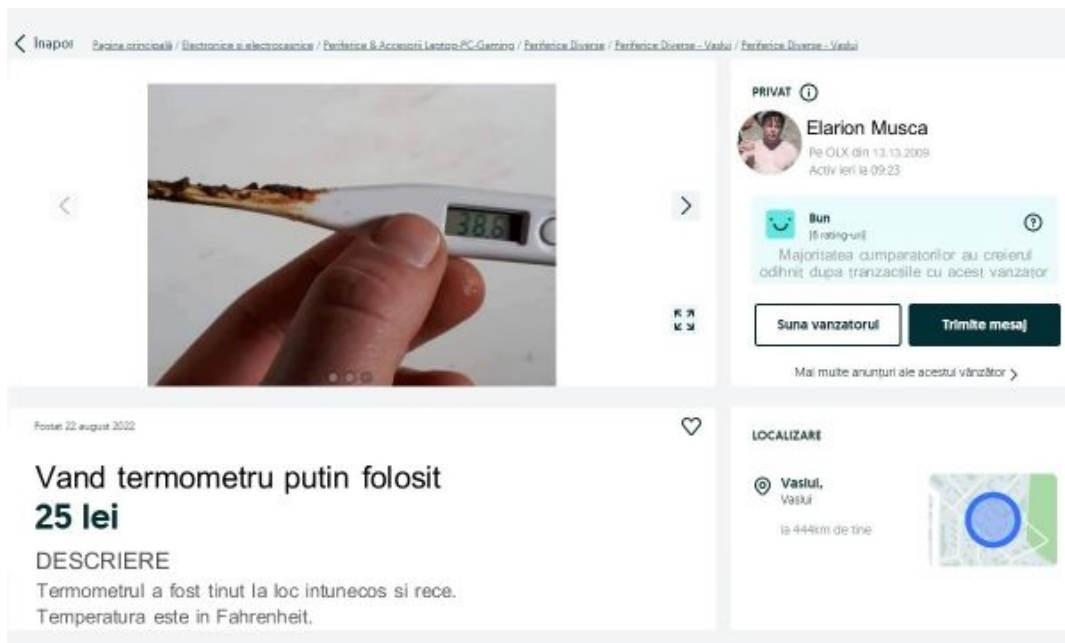 Înapoi
Pagina principală / Electronice si electrocasnice / Periferice & Accesorii Laptop-PC-Gaming / Periferice Diverse / Periferice Diverse - Vaslui / Periferice Diverse - Vaslui
38.6
PRIVAT
Elarion Musca
Pe OLX din 13.13.2009
Activ ieri la 09:23
Bun
[6 rating-uri]
Majoritatea cumparatorilor au creierul
odihnit dupa tranzacțiile cu acest vanzator
Suna vanzatorul
Trimite mesaj
Mai multe anunțuri ale acestui vânzător
Postat 22 august 2022
Vand termometru putin folosit
25 lei
DESCRIERE
Termometrul a fost tinut la loc intunecos si rece.
Temperatura este in Fahrenheit.
LOCALIZARE
Vaslui,
Vaslui
la 444km de tine